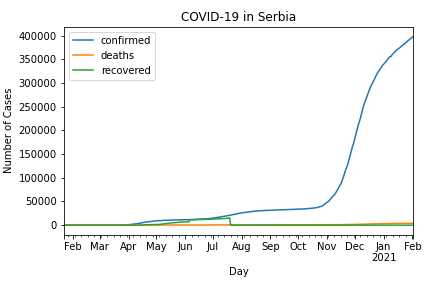 COVID-19 in Serbia
confirmed
deaths
recovered
Number of Cases
400000
350000
300000
250000
200000
150000
100000
50000
0
Feb Mar Apr May Jun Jul Aug Sep Oct Nov Dec Jan Feb
2021
Day